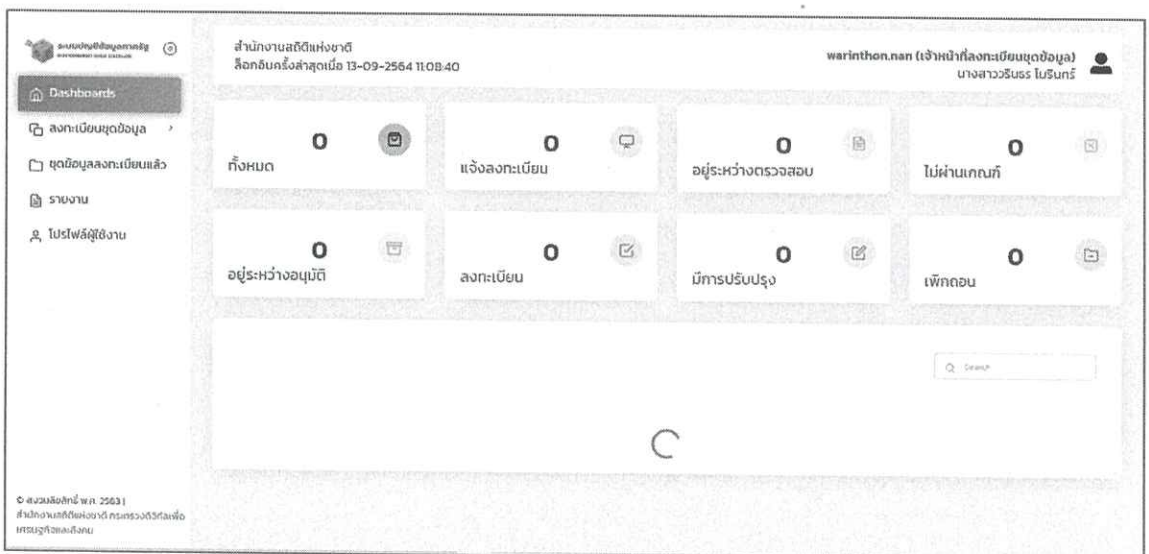 ระบบบัญชีข้อมูลภาครัฐ
สำนักงานสถิติแห่งชาติ
ล็อกอินครั้งล่าสุดเมื่อ 13-09-2564 11:08:40
warinthon.nan (เจ้าหน้าที่ลงทะเบียนชุดข้อมูล)
นางสาววรินธร โนรินทร์
Dashboards
ลงทะเบียนชุดข้อมูล
ชุดข้อมูลลงทะเบียนแล้ว
รายงาน
โปรไฟล์ผู้ใช้งาน
0
ทั้งหมด
0
แจ้งลงทะเบียน
0
อยู่ระหว่างตรวจสอบ
0
ไม่ผ่านเกณฑ์
0
อยู่ระหว่างอนุมัติ
0
ลงทะเบียน
0
มีการปรับปรุง
0
เพิกถอน
Search
© สงวนลิขสิทธิ์ พ.ศ. 2563 |
สำนักงานสถิติแห่งชาติ กระทรวงดิจิทัลเพื่อ
เศรษฐกิจและสังคม